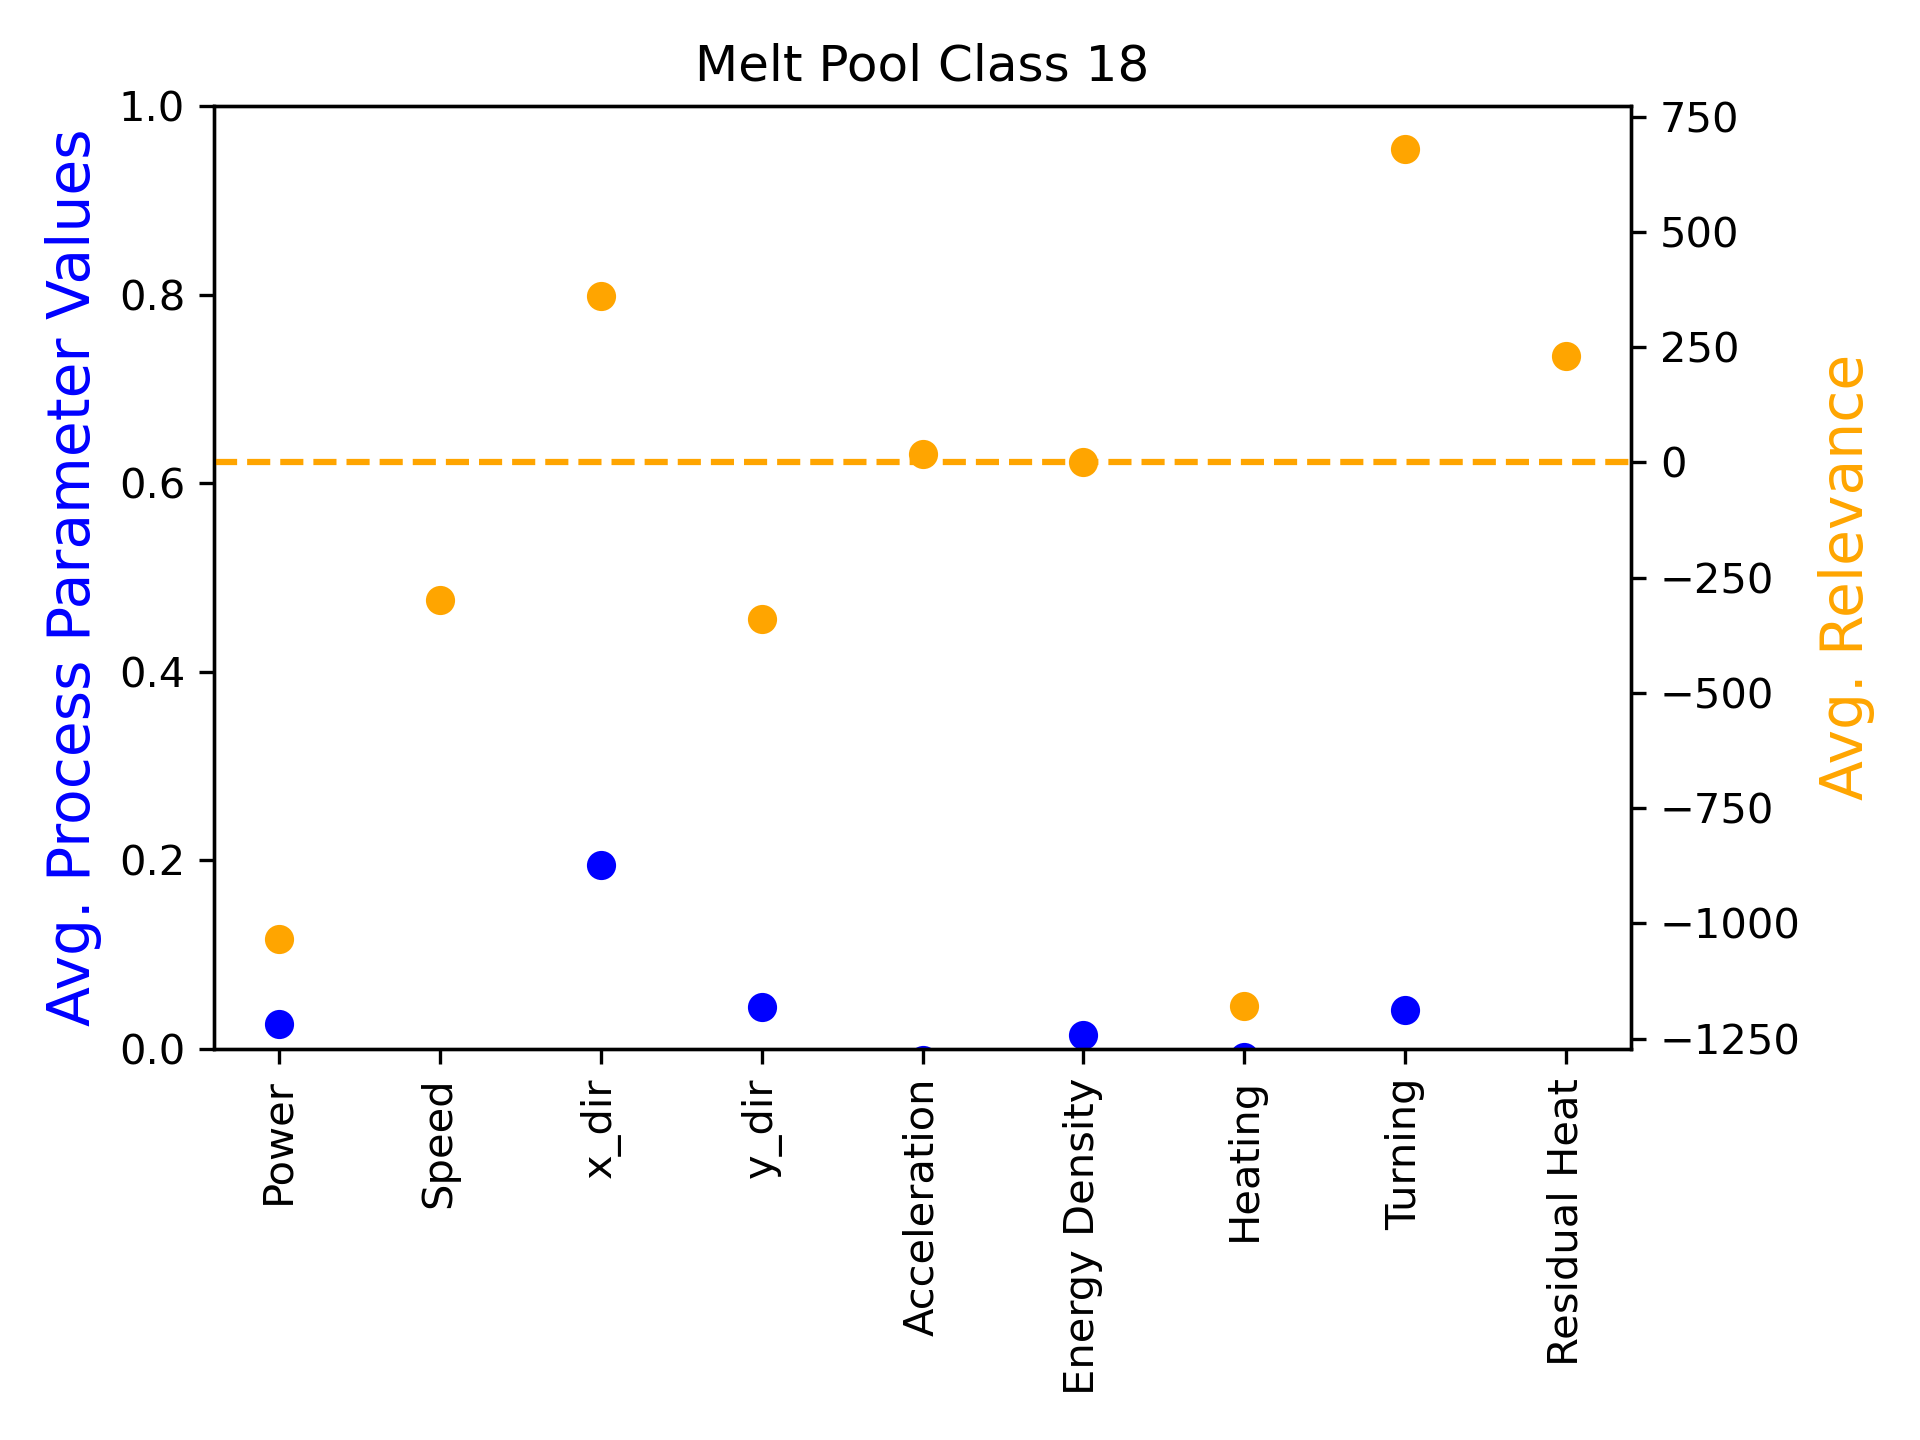 Melt Pool Class 18
Avg. Process Parameter Values
1.0
0.8
0.6
0.4
0.2
0.0
750
500
250
0
−250
−500
−750
−1000
−1250
Avg. Relevance
Power
Speed
x_dir
y_dir
Acceleration
Energy Density
Heating
Turning
Residual Heat